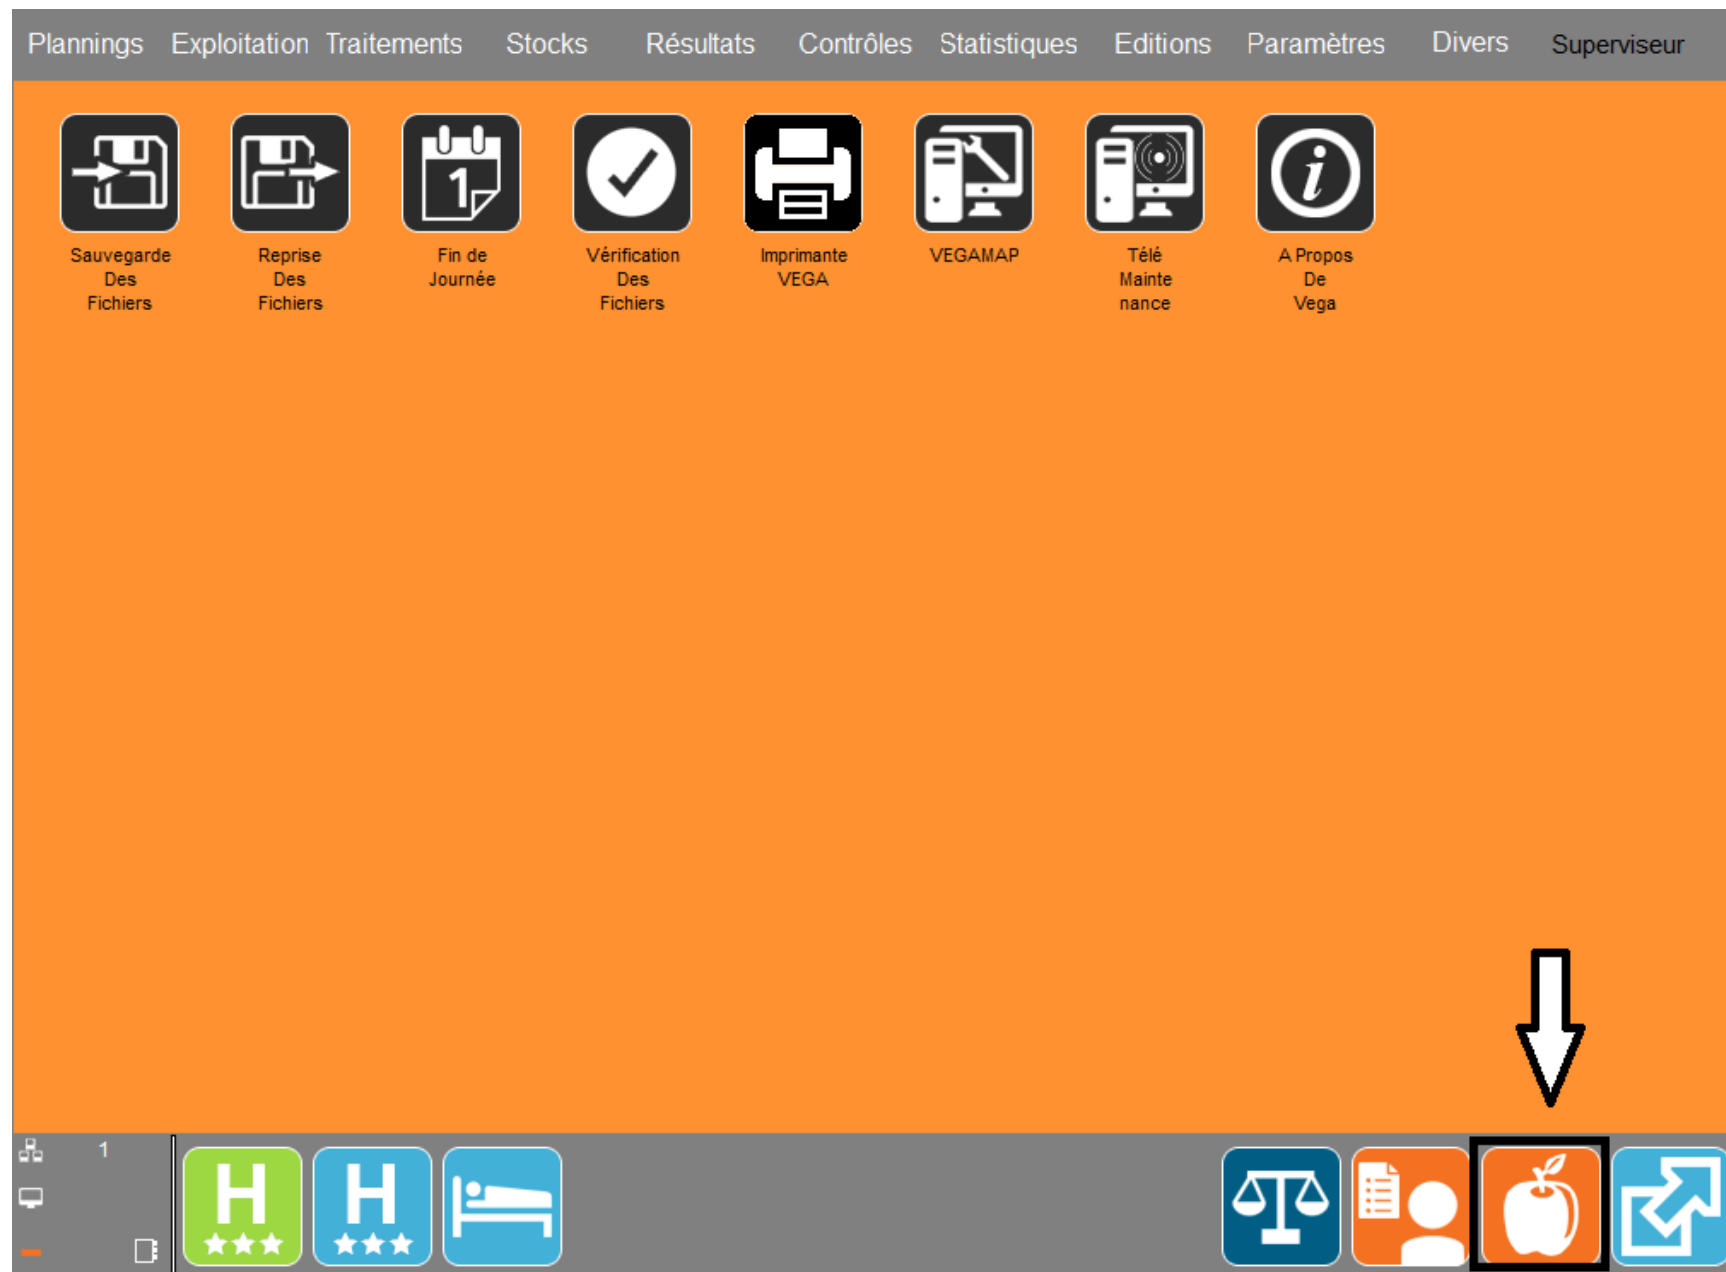 Plannings Exploitation Traitements Stocks Résultats Contrôles Statistiques Editions Paramètres Divers Superviseur
1
Sauvegarde
Des
Fichiers
Reprise
Des
Fichiers
Fin de
Journée
Vérification
Des
Fichiers
Imprimante
VEGA
VEGAMAP
Télé
Mainte
nance
i
A Propos
De
Vega
1
H
H